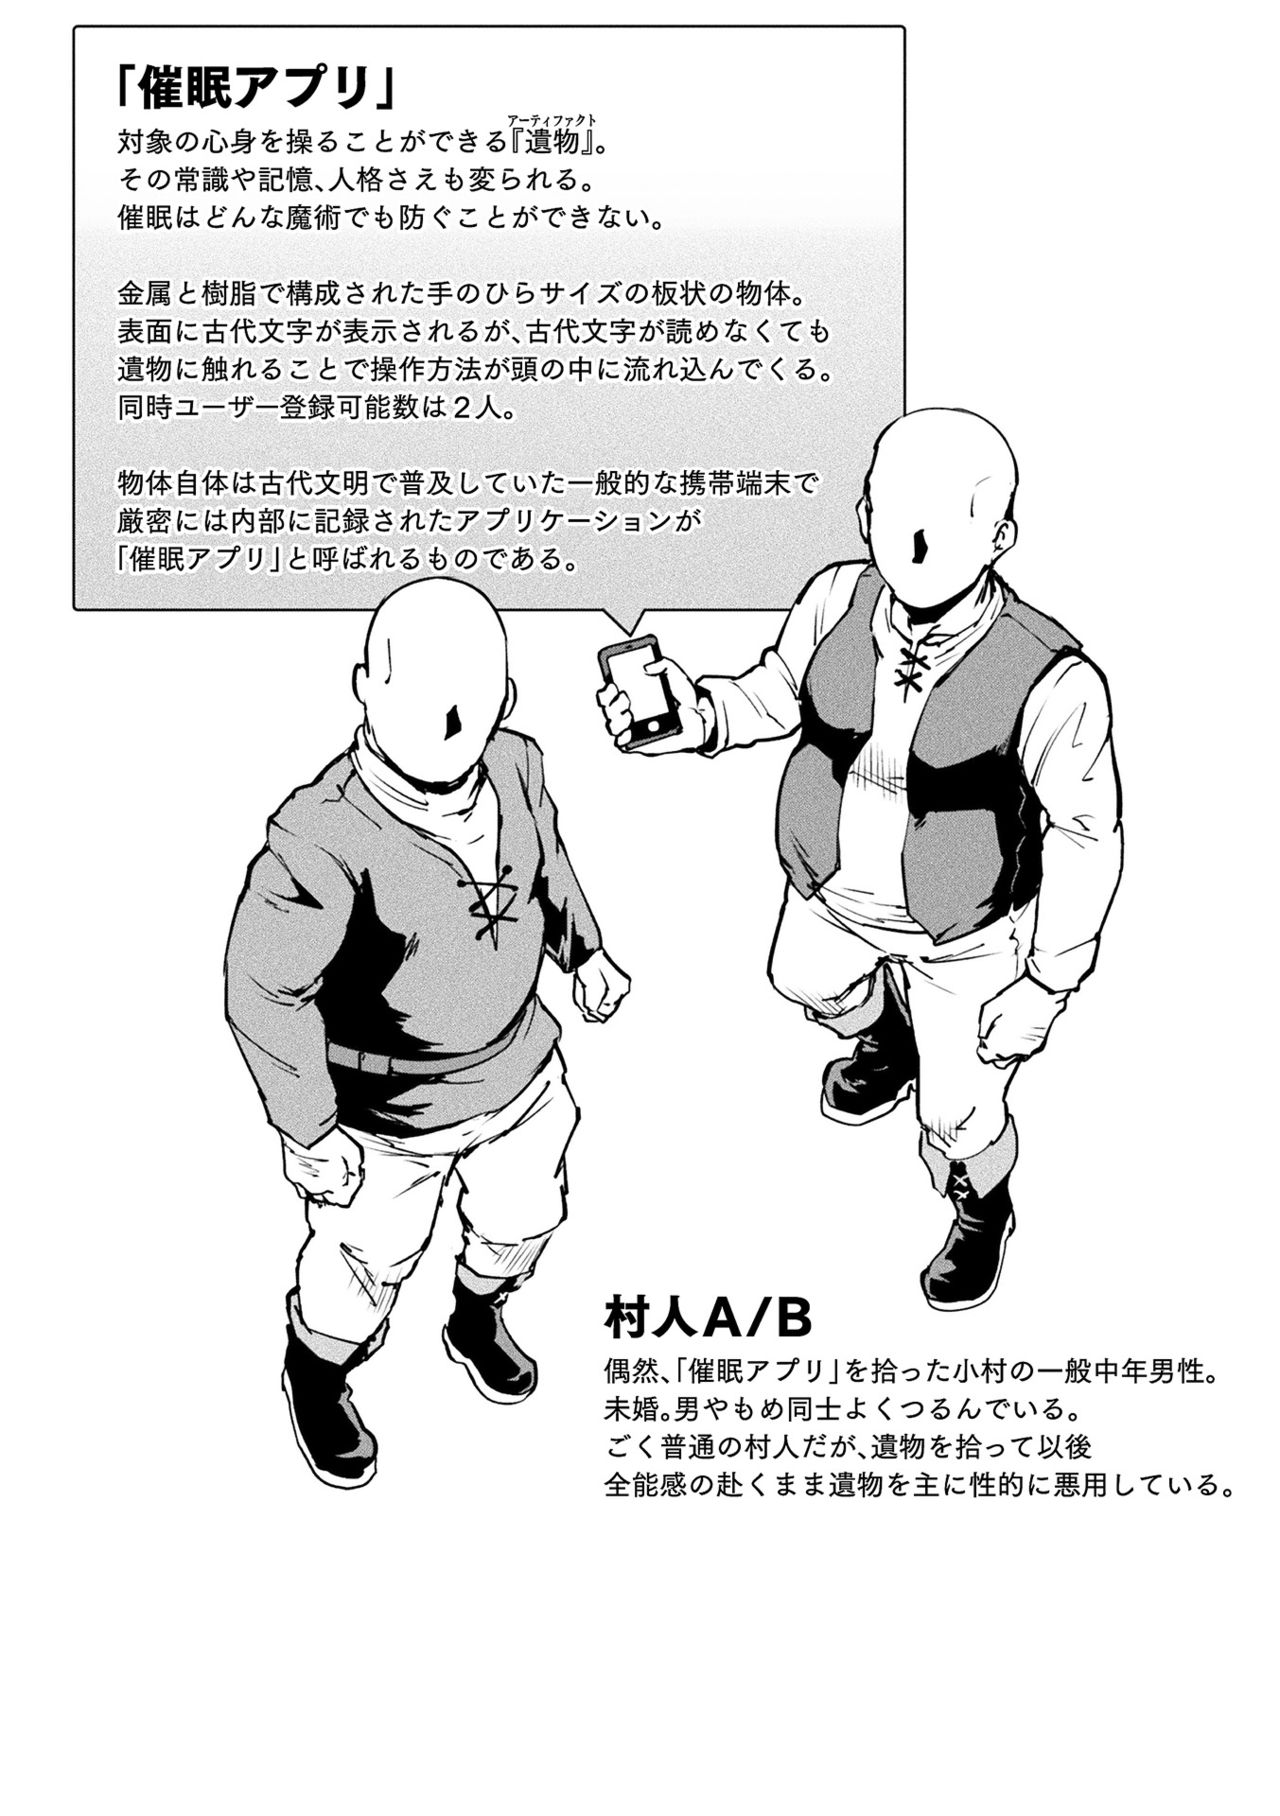 「催眠アプリ」
アーティファクト
対象の心身を操ることができる『遺物』。
その常識や記憶、人格さえも変られる。
催眠はどんな魔術でも防ぐことができない。
金属と樹脂で構成された手のひらサイズの板状の物体。
表面に古代文字が表示されるが、古代文字が読めなくても
遺物に触れることで操作方法が頭の中に流れ込んでくる。
同時ユーザー登録可能数は2人。
物体自体は古代文明で普及していた一般的な携帯端末で
厳密には内部に記録されたアプリケーションが
「催眠アプリ」と呼ばれるものである。
村人A/B
偶然、「催眠アプリ」を拾った小村の一般中年男性。
未婚。男やもめ同士よくつるんでいる。
ごく普通の村人だが、遺物を拾って以後
全能感の赴くまま遺物を主に性的に悪用している。